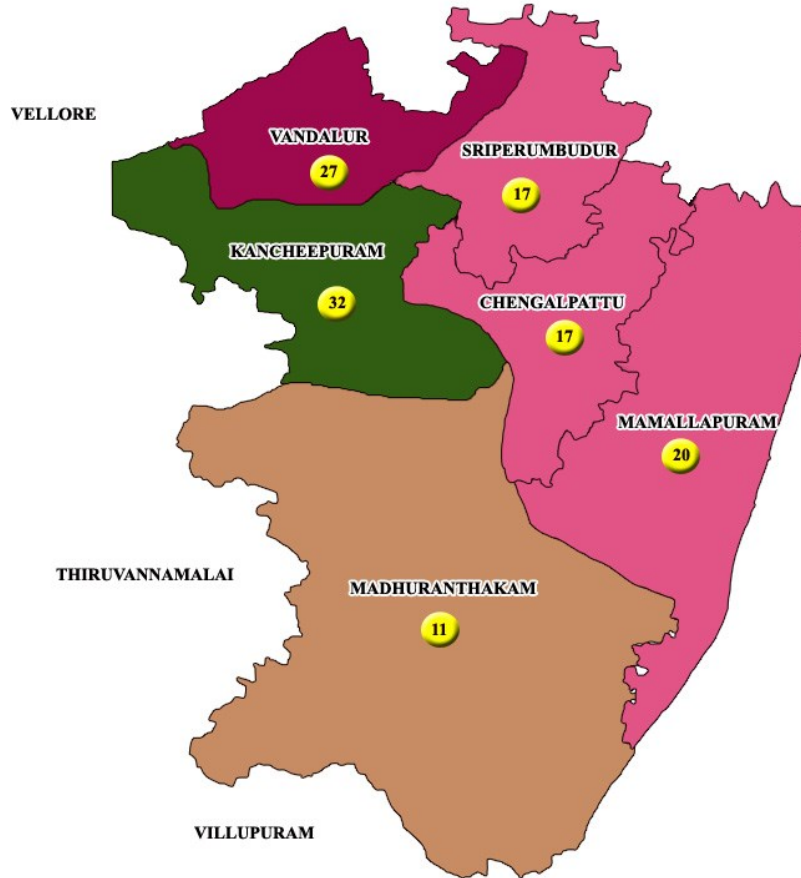 VELLORE
VANDALUR
27
SRIPERUMBUDUR
17
KANCHEEPURAM
32
CHENGALPATTU
17
MAMALLAPURAM
20
THIRUVANNAMALAI
MADHURANTHAKAM
11
VILLUPURAM